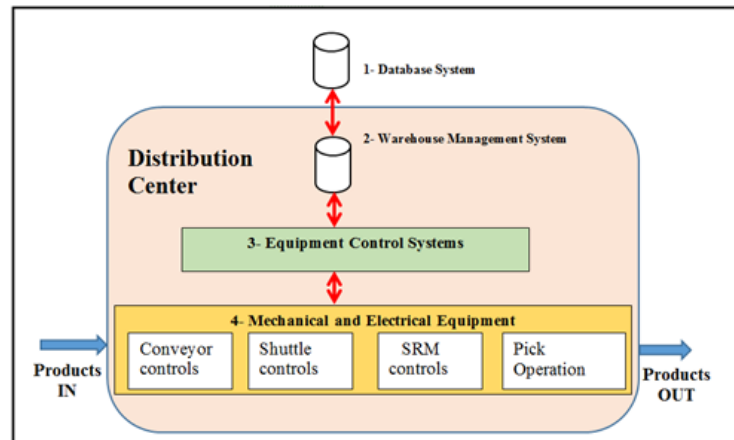 1- Database System
2- Warehouse Management System
Distribution
Center
3- Equipment Control Systems
4- Mechanical and Electrical Equipment
Conveyor
controls
Shuttle
controls
SRM
controls
Pick
Operation
Products
IN
Products
OUT